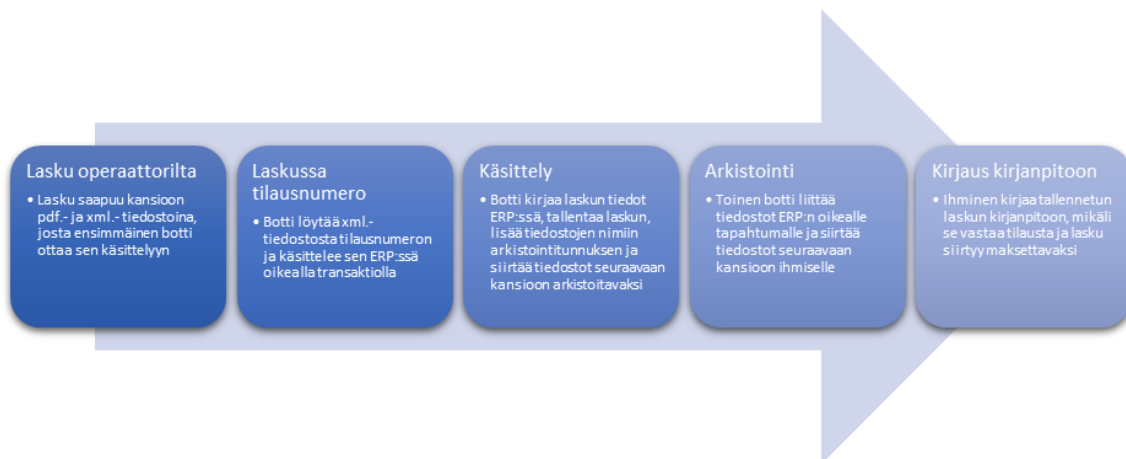 Lasku operaattorilta
• Lasku saapuu kansioon
pdf.- ja xml.- tiedostoina,
josta ensimmäinen botti
ottaa sen käsittelyyn
Laskussa
tilausnumero
• Botti löytää xml.-
tiedostosta tilausnumeron
ja käsittelee sen ERP:ssä
oikealla transaktiolla
Käsittely
• Botti kirjaa laskun tiedot
ERP:ssä, tallentaa laskun,
lisää tiedostojen nimiin
arkistointitunnuksen ja
siirtää tiedostot seuraavaan
kansioon arkistoitavaksi
Arkistointi
• Toinen botti liittää
tiedostot ERP:n oikealle
tapahtumalle ja siirtää
tiedostot seuraavaan
kansioon ihmiselle
Kirjaus kirjanpitoon
• Ihminen kirjaa tallennetun
laskun kirjanpitoon, mikäli
se vastaa tilausta ja lasku
siirtyy maksettavaksi